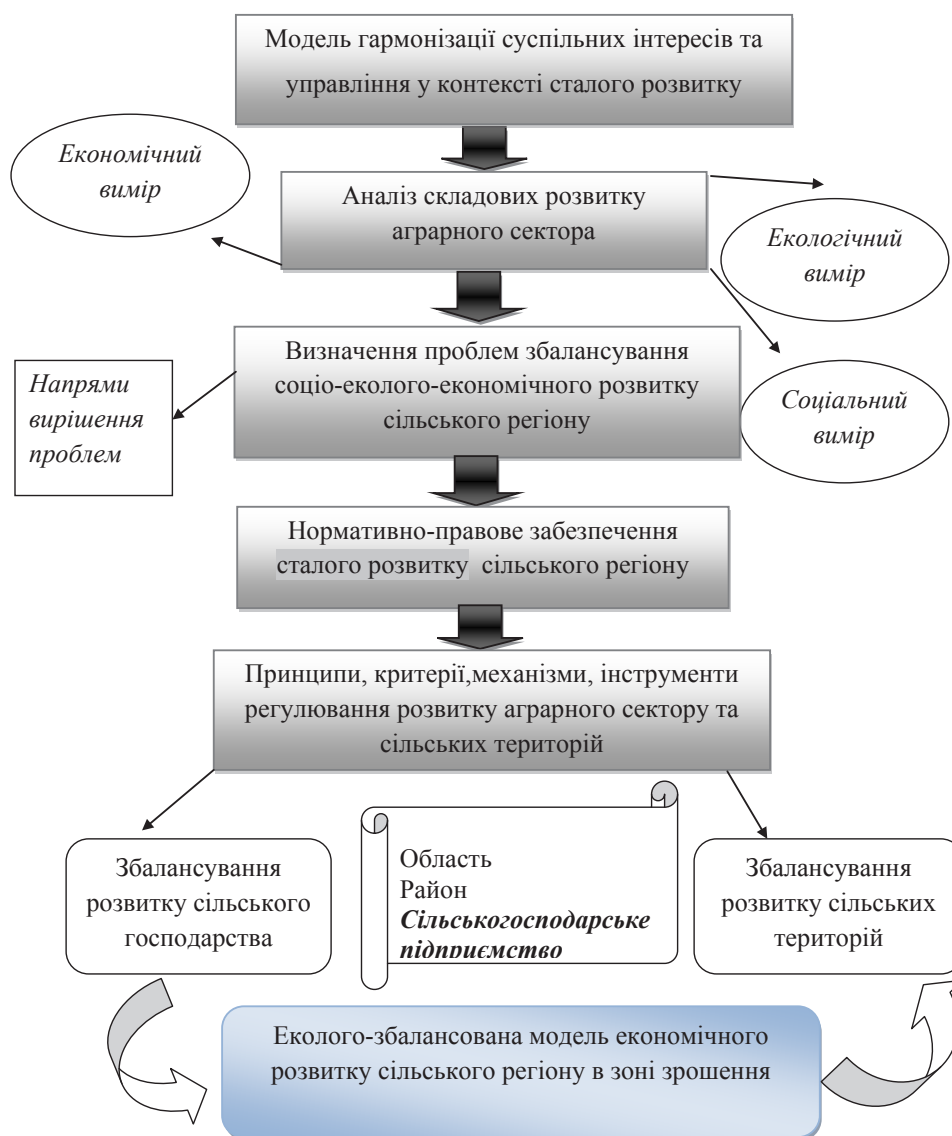 Модель гармонізації суспільних інтересів та
управління у контексті сталого розвитку
Економічний
вимір
Аналіз складових розвитку
аграрного сектора
Екологічний
вимір
Визначення проблем збалансування
соціо-еколого-економічного розвитку
сільського регіону
Напрями
вирішення
проблем
Соціальний
вимір
Нормативно-правове забезпечення
сталого розвитку сільського регіону
Принципи, критерії,механізми, інструменти
регулювання розвитку аграрного сектору та
сільських територій
Збалансування
розвитку сільського
господарства
Область
Район
Сільськогосподарське
підприємство
Збалансування
розвитку сільських
територій
Еколого-збалансована модель економічного
розвитку сільського регіону в зоні зрошення